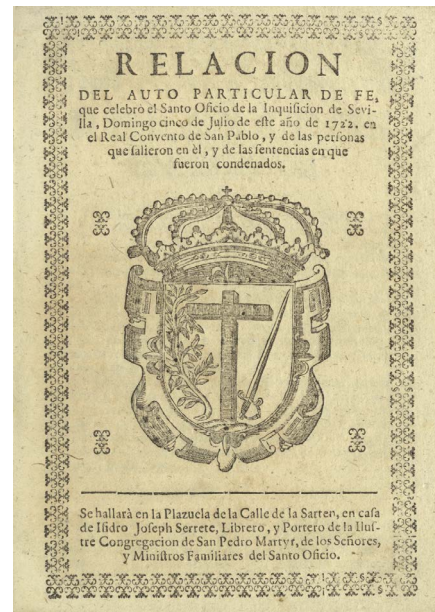 RELACION
DEL AUTO PARTICULAR DE FE,
que celebrò el Santo Oficio de la Inquiſicion de Sevi-
lla, Domingo cinco de Julio de eſte año de 1722. en
el Real Convento de San Pablo, y de las perſonas
que ſalieron en èl, y de las ſentencias en que
fueron condenados.
Se hallarà en la Plazuela de la Calle de la Sarten, en caſa
de Iſidro Joſeph Serrete, Librero, y Portero de la Iluſ-
tre Congregacion de San Pedro Martyr, de los Señores,
y Miniſtros Familiares del Santo Oficio.